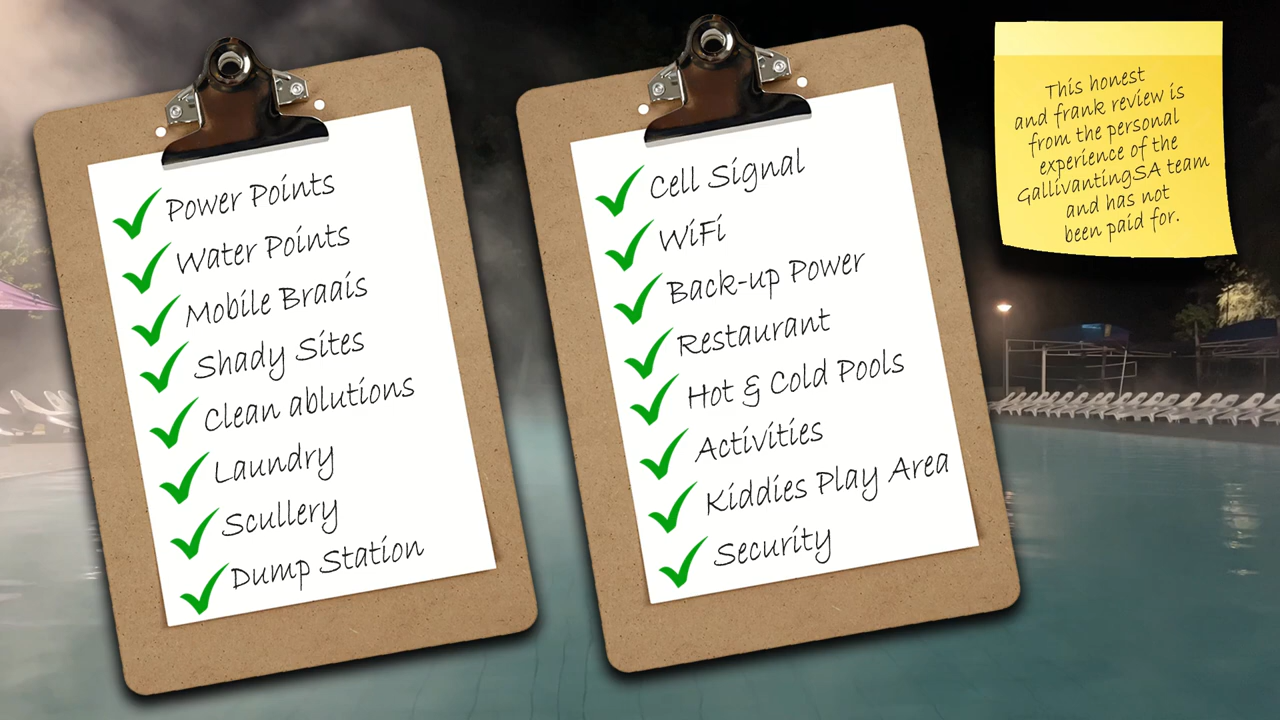 Power Points
Water Points
Mobile Braais
Shady Sites
Clean ablutions
Laundry
Scullery
Dump Station
Cell Signal
WiFi
Back-up Power
Restaurant
Hot & Cold Pools
Activities
Kiddies Play Area
Security
This honest
and frank review is
from the personal
experience of the
GallivantingSA team
and has not
been paid for.